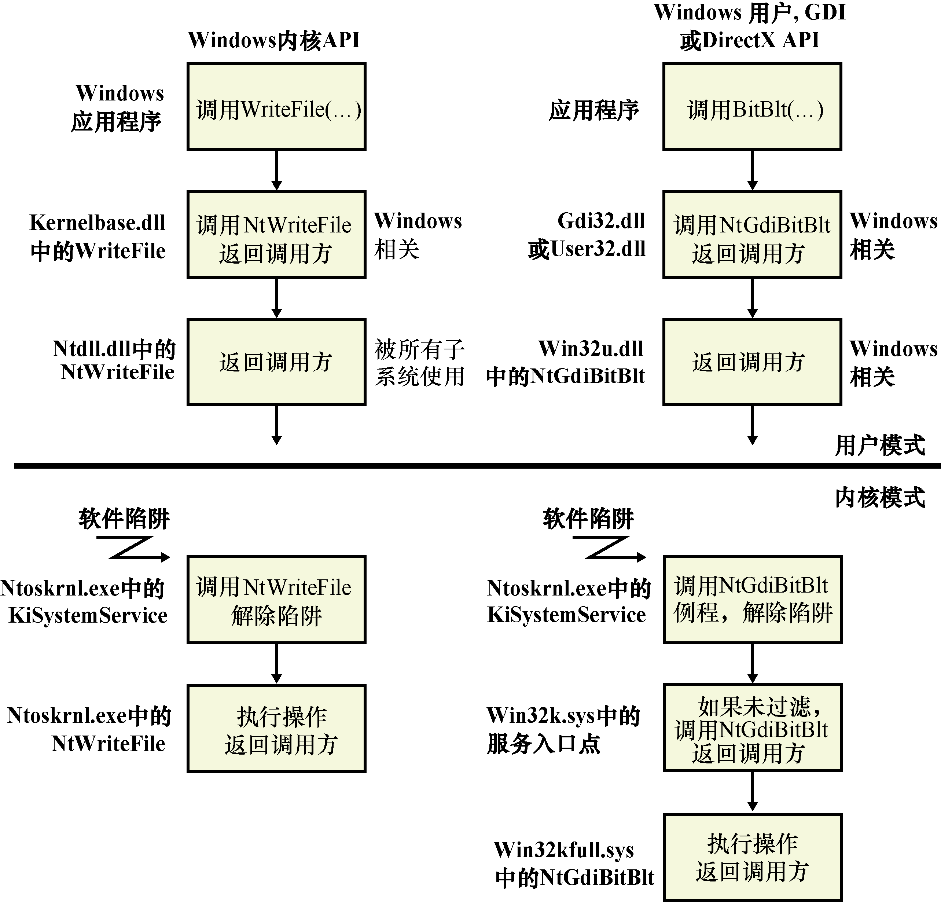 Windows内核API
Windows
应用程序
调用WriteFile(…)
Kernelbase.dll
中的WriteFile
调用NtWriteFile
返回调用方
Windows
相关
Ntdll.dll中的
NtWriteFile
返回调用方
被所有子
系统使用
Windows 用户, GDI
或DirectX API
应用程序
调用BitBlt(…)
Gdi32.dll
或User32.dll
调用NtGdiBitBlt
返回调用方
Windows
相关
Win32u.dll
中的NtGdiBitBlt
返回调用方
Windows
相关
用户模式
内核模式
软件陷阱
Ntoskrnl.exe中的
KiSystemService
调用NtWriteFile
解除陷阱
Ntoskrnl.exe中的
NtWriteFile
执行操作
返回调用方
软件陷阱
Ntoskrnl.exe中的
KiSystemService
调用NtGdiBitBlt
例程，解除陷阱
Win32k.sys中的
服务入口点
如果未过滤，
调用NtGdiBitBlt
返回调用方
Win32kfull.sys
中的NtGdiBitBlt
执行操作
返回调用方